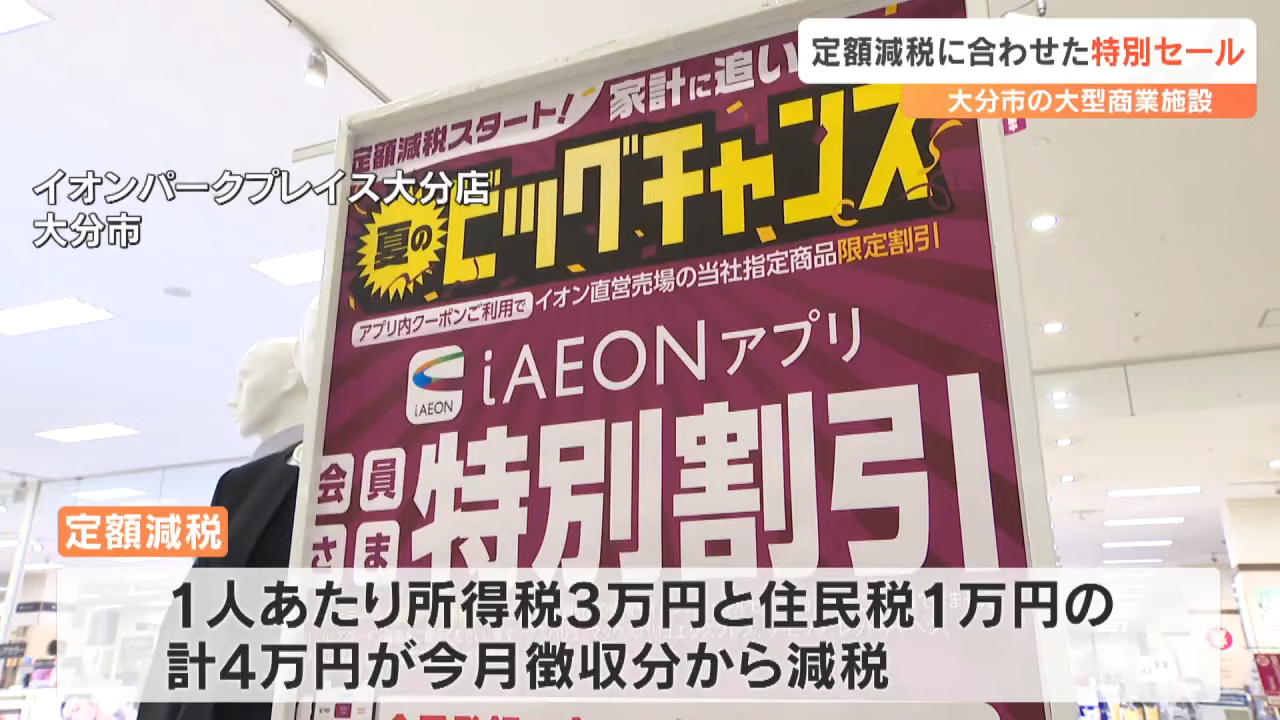 定額減税に合わせた特別セール
大分市の大型商業施設
イオンパークプレイス大分店
大分市
定額減税スタート! 家計に追い
夏のビッグチャンス
アプリ内クーポンご利用で イオン直営売場の当社指定商品限定割引
iAEONアプリ
iAEON
会員さま 特別割引
定額減税
1人あたり所得税3万円と住民税1万円の
計4万円が今月徴収分から減税